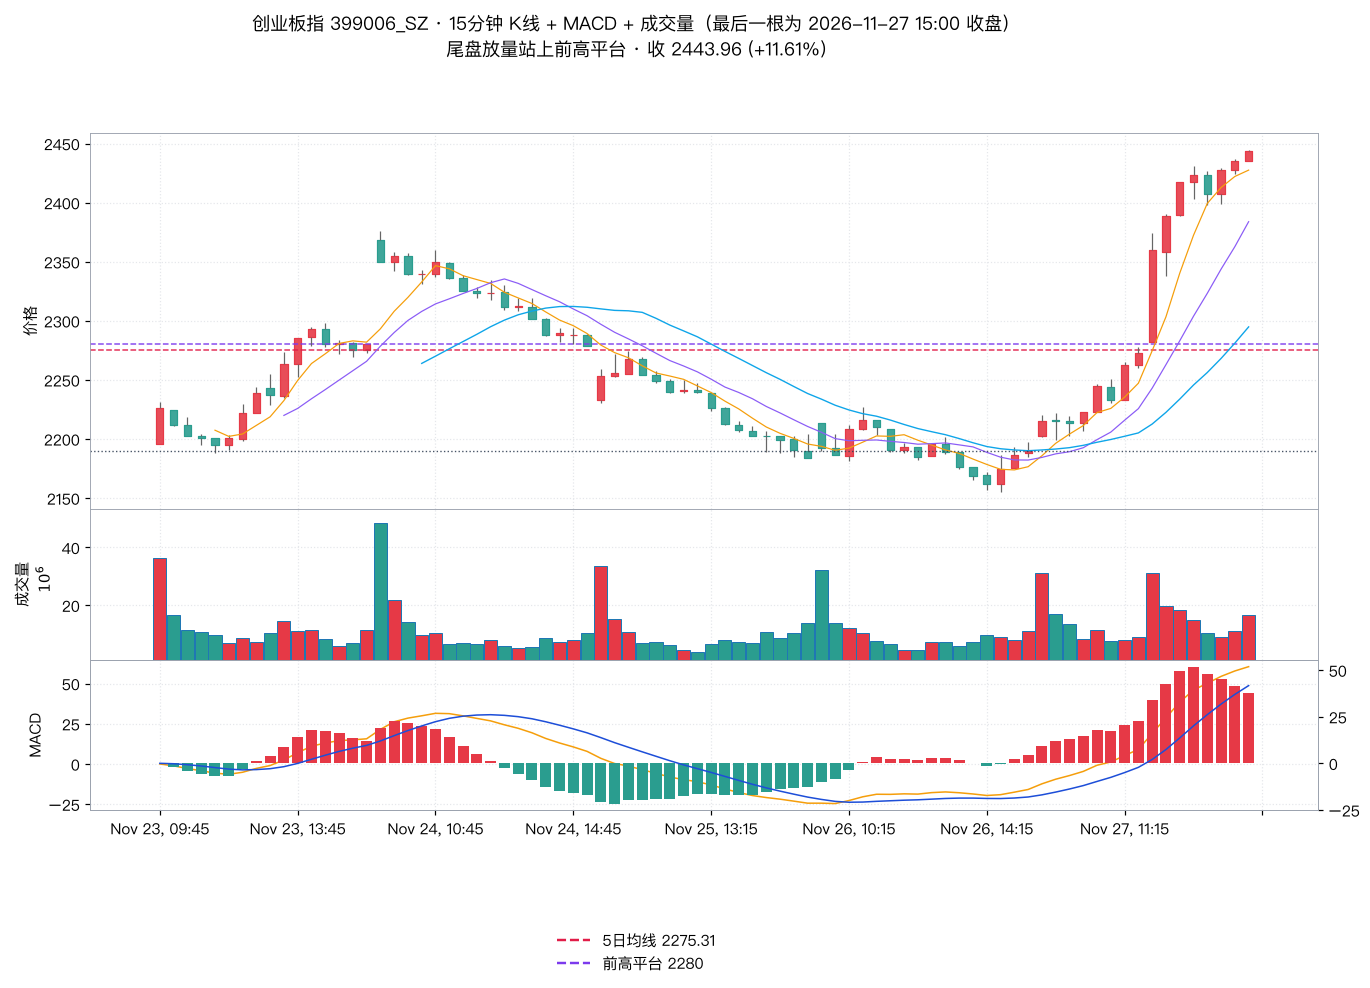 创业板指 399006_SZ · 15分钟 K线 + MACD + 成交量（最后一根为 2026−11−27 15:00 收盘）
尾盘放量站上前高平台 · 收 2443.96 (+11.61%)
价格
2450
2400
2350
2300
2250
2200
2150
成交量
10⁶
40
20
MACD
50
25
0
−25
50
25
0
−25
Nov 23, 09:45
Nov 23, 13:45
Nov 24, 10:45
Nov 24, 14:45
Nov 25, 13:15
Nov 26, 10:15
Nov 26, 14:15
Nov 27, 11:15
5日均线 2275.31
前高平台 2280